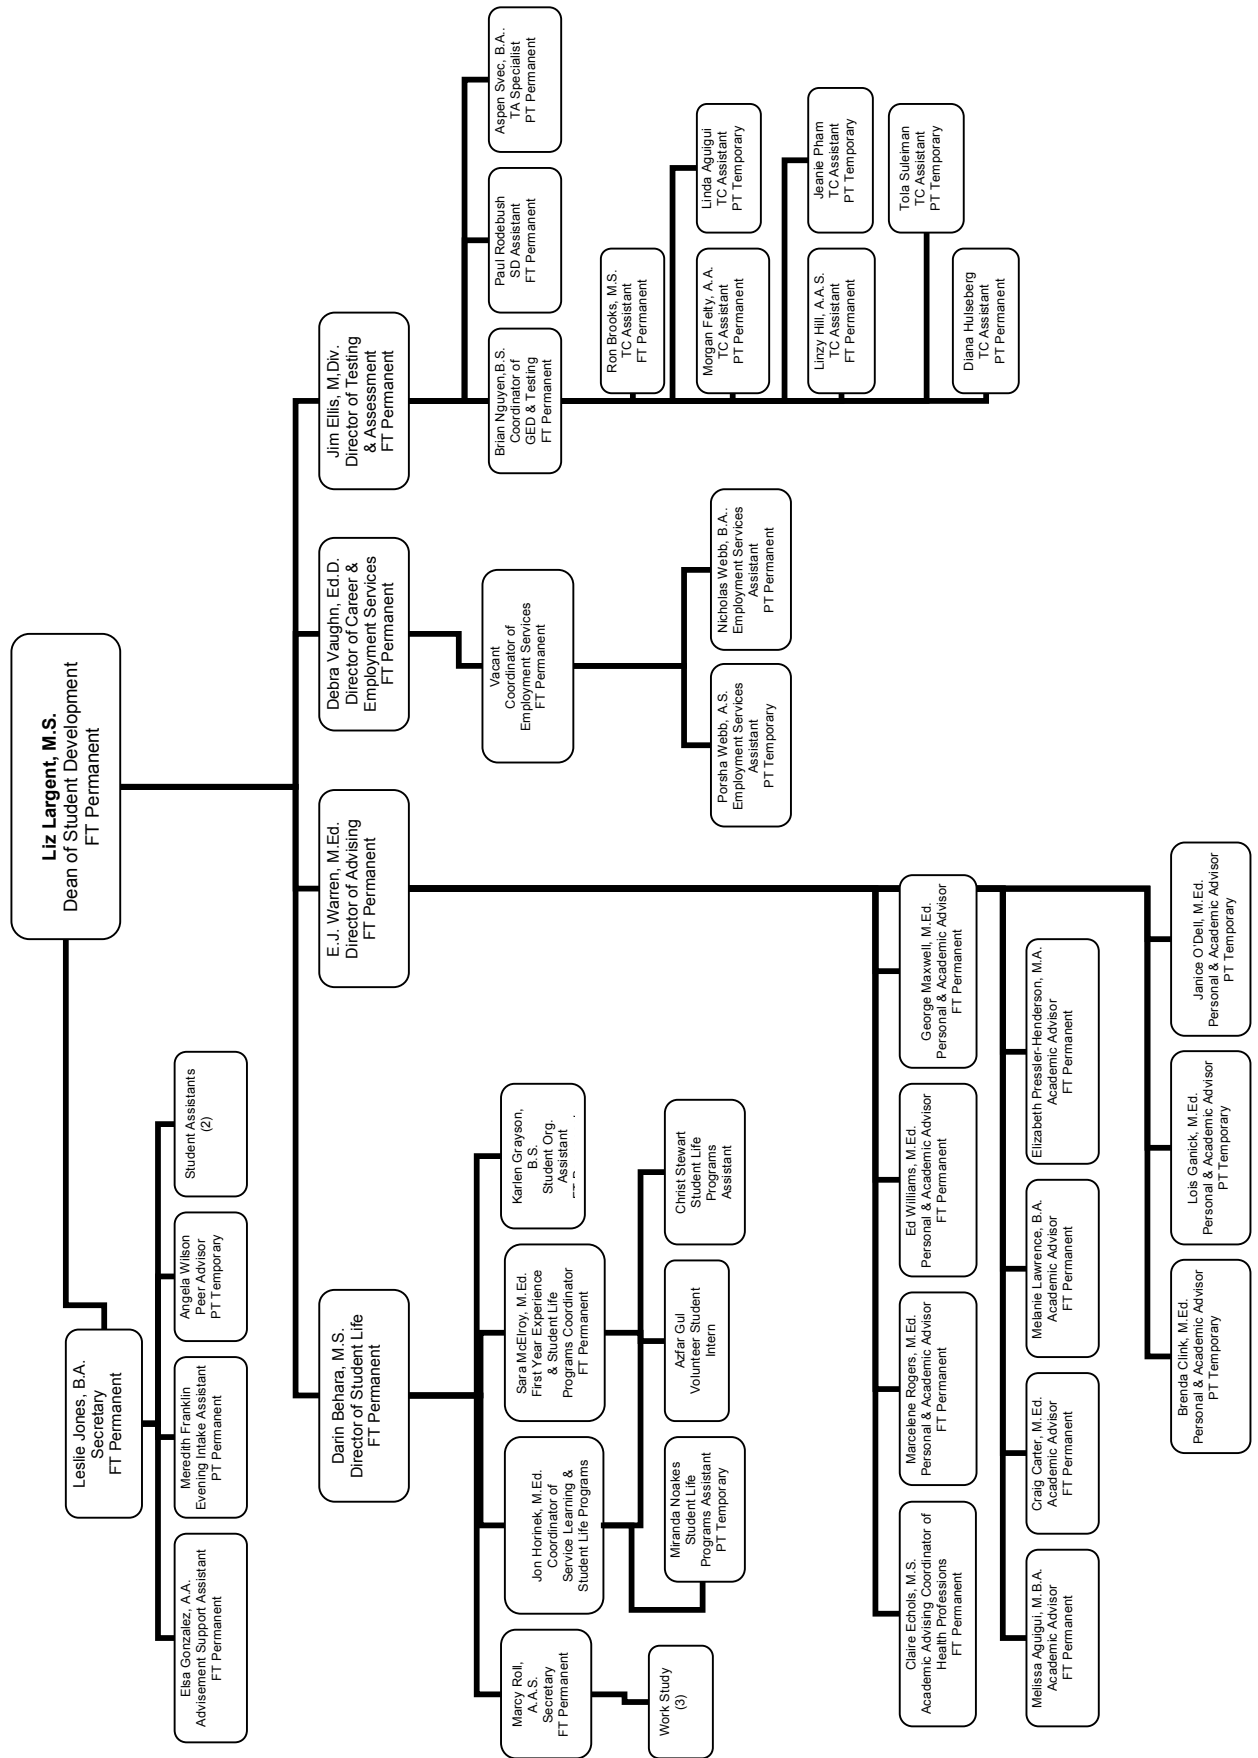 Liz Largent, M.S.
Dean of Student Development
FT Permanent
Leslie Jones, B.A.
Secretary
FT Permanent
Elsa Gonzalez, A.A.
Advisement Support Assistant
FT Permanent
Meredith Franklin
Evening Intake Assistant
PT Permanent
Angela Wilson
Peer Advisor
PT Temporary
Student Assistants
(2)
Darin Behara, M.S.
Director of Student Life
FT Permanent
E.J. Warren, M.Ed.
Director of Advising
FT Permanent
Debra Vaughn, Ed.D.
Director of Career &
Employment Services
FT Permanent
Jim Ellis, M,Div.
Director of Testing
& Assessment
FT Permanent
Marcy Roll,
A.A.S.
Secretary
FT Permanent
Jon Horinek, M.Ed.
Coordinator of
Service Learning &
Student Life Programs
Sara McElroy, M.Ed.
First Year Experience
& Student Life
Programs Coordinator
FT Permanent
Karlen Grayson,
B.S.
Student Org.
Assistant
Work Study
(3)
Miranda Noakes
Student Life
Programs Assistant
PT Temporary
Azfar Gul
Volunteer Student
Intern
Christ Stewart
Student Life
Programs
Assistant
Vacant
Coordinator of
Employment Services
FT Permanent
Porsha Webb, A.S.
Employment Services
Assistant
PT Temporary
Nicholas Webb, B.A..
Employment Services
Assistant
PT Permanent
Brian Nguyen,B.S.
Coordinator of
GED & Testing
FT Permanent
Paul Rodebush
SD Assistant
FT Permanent
Aspen Svec, B.A..
TA Specialist
PT Permanent
Ron Brooks, M.S.
TC Assistant
FT Permanent
Linda Aguigui
TC Assistant
PT Temporary
Morgan Felty, A.A.
TC Assistant
PT Permanent
Jeanie Pham
TC Assistant
PT Temporary
Linzy Hill, A.A.S.
TC Assistant
FT Permanent
Tola Suleiman
TC Assistant
PT Temporary
Diana Hulseberg
TC Assistant
PT Permanent
Claire Echols, M.S.
Academic Advising Coordinator of
Health Professions
FT Permanent
Marcelene Rogers, M.Ed.
Personal & Academic Advisor
FT Permanent
Ed Williams, M.Ed.
Personal & Academic Advisor
FT Permanent
George Maxwell, M.Ed.
Personal & Academic Advisor
FT Permanent
Melissa Aguigui, M.B.A.
Academic Advisor
FT Permanent
Craig Carter, M.Ed.
Academic Advisor
FT Permanent
Melanie Lawrence, B.A.
Academic Advisor
FT Permanent
Elizabeth Pressler-Henderson, M.A.
Academic Advisor
FT Permanent
Brenda Clink, M.Ed.
Personal & Academic Advisor
PT Temporary
Lois Ganick, M.Ed.
Personal & Academic Advisor
PT Temporary
Janice O'Dell, M.Ed.
Personal & Academic Advisor
PT Temporary